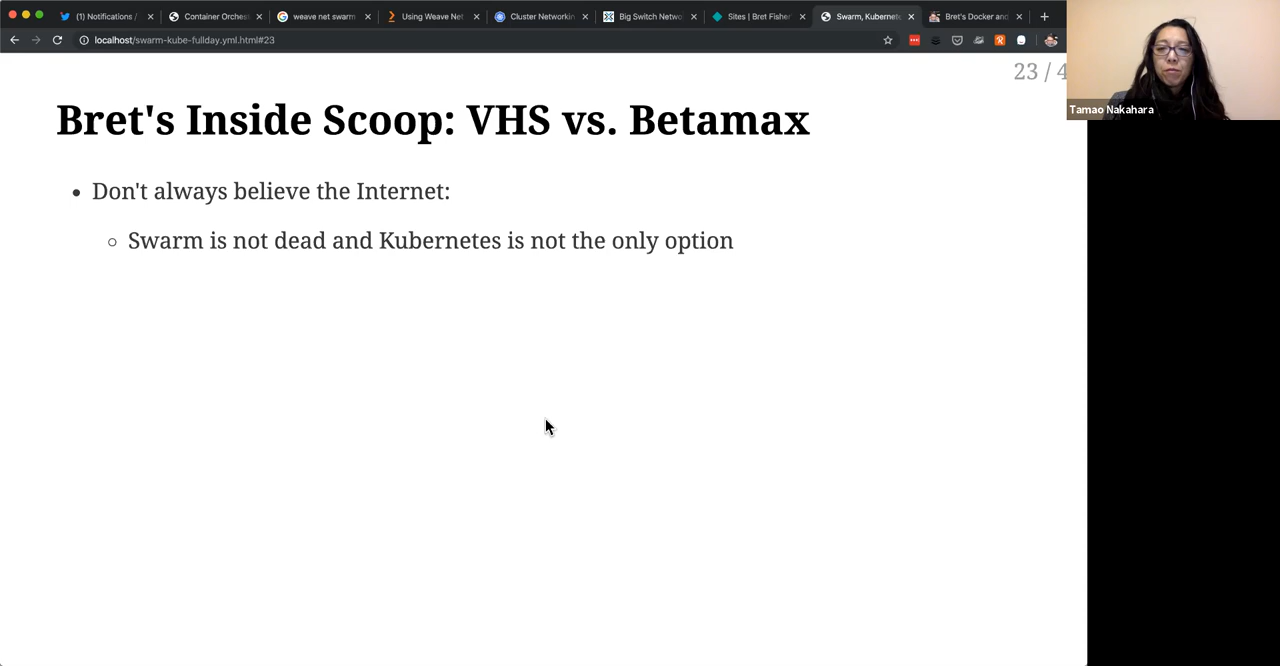 (1) Notifications /
Container Orches
weave net swarm
Using Weave Net
Cluster Networkin
Big Switch Netwo
Sites | Bret Fisher
Swarm, Kubernete
Bret's Docker and
localhost/swarm-kube-fullday.yml.html#23
Tamao Nakahara
23 / 4
Bret's Inside Scoop: VHS vs. Betamax
Don't always believe the Internet:
Swarm is not dead and Kubernetes is not the only option